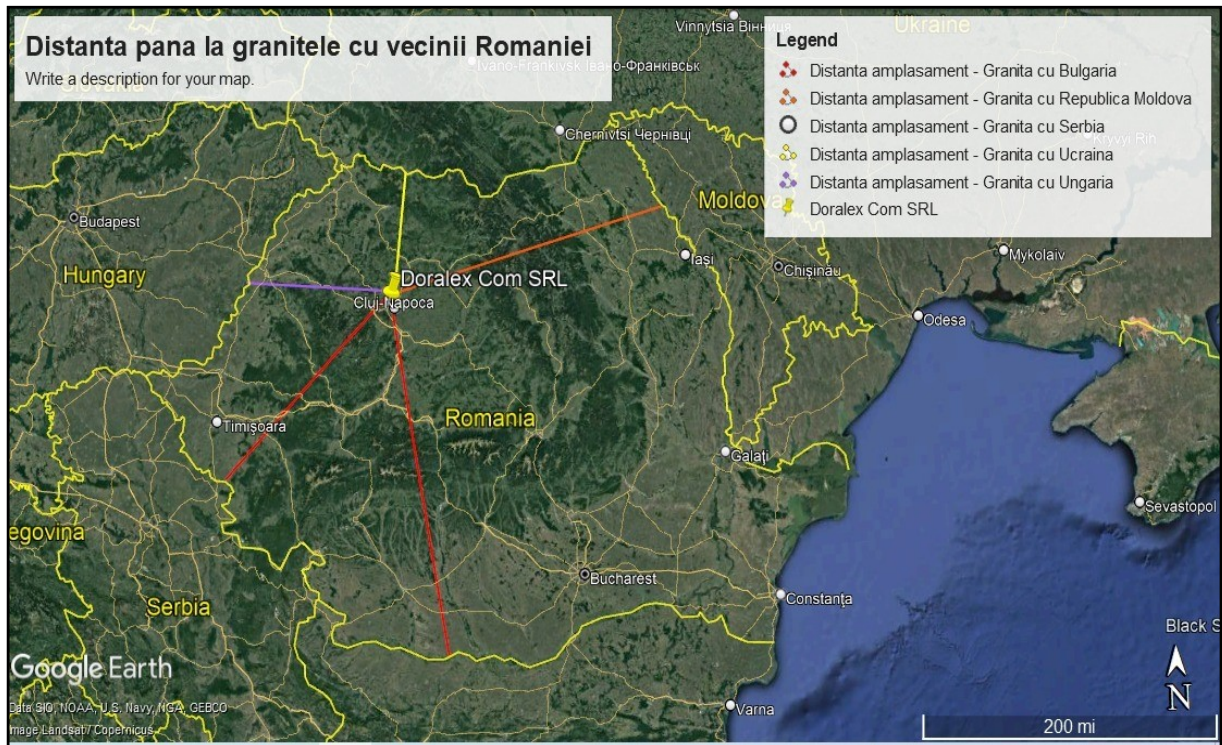 Distanta pana la granitele cu vecinii Romaniei
Write a description for your map.
Legend
Distanta amplasament - Granita cu Bulgaria
Distanta amplasament - Granita cu Republica Moldova
Distanta amplasament - Granita cu Serbia
Distanta amplasament - Granita cu Ucraina
Distanta amplasament - Granita cu Ungaria
Doralex Com SRL
Vinnytsia Вінниця
Ukraine
Ivano-Frankivsk Івано-Франківськ
Slovakia
Chernivtsi Чернівці
Kryvyi Rih
Moldova
Budapest
Iași
Mykolaiv
Chișinău
Hungary
Doralex Com SRL
Cluj-Napoca
Odesa
Timișoara
Romania
Galați
Sevastopol
egovina
Bucharest
Constanța
Serbia
Black S
Google Earth
Data SIO, NOAA, U.S. Navy, NGA, GEBCO
Image Landsat / Copernicus
Varna
N
200 mi